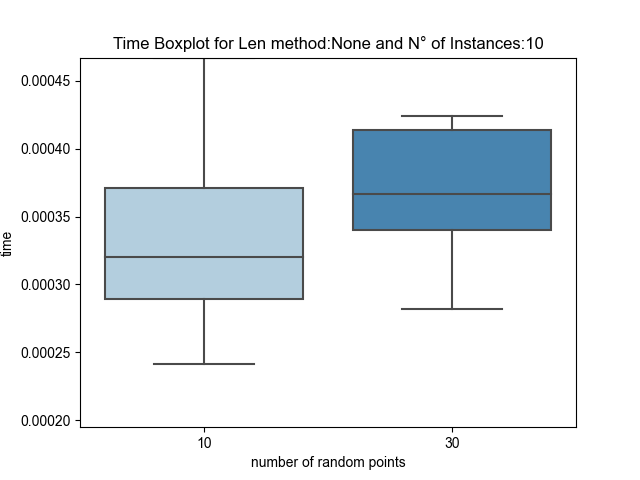 Time Boxplot for Len method:None and N° of Instances:10
0.00045
0.00040
0.00035
0.00030
0.00025
0.00020
time
10
30
number of random points